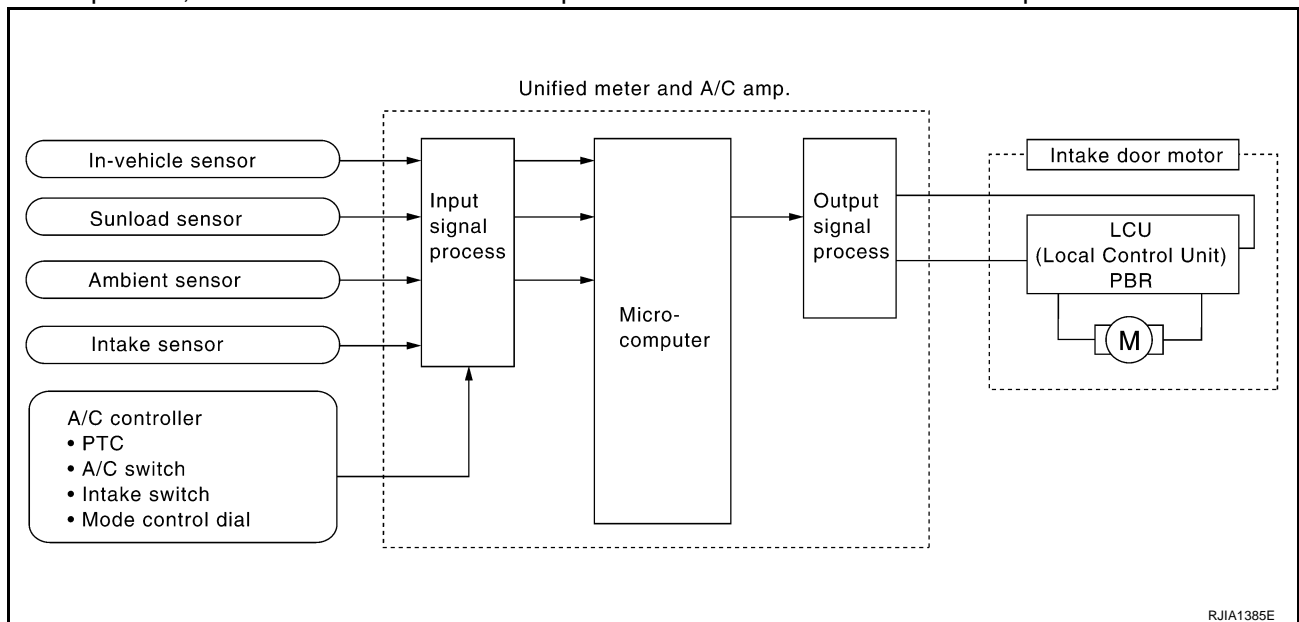 Unified meter and A/C amp.
In-vehicle sensor
Sunload sensor
Ambient sensor
Intake sensor
A/C controller
• PTC
• A/C switch
• Intake switch
• Mode control dial
Input
signal
process
Micro-
computer
Output
signal
process
Intake door motor
LCU
(Local Control Unit)
PBR
M
RJIA1385E